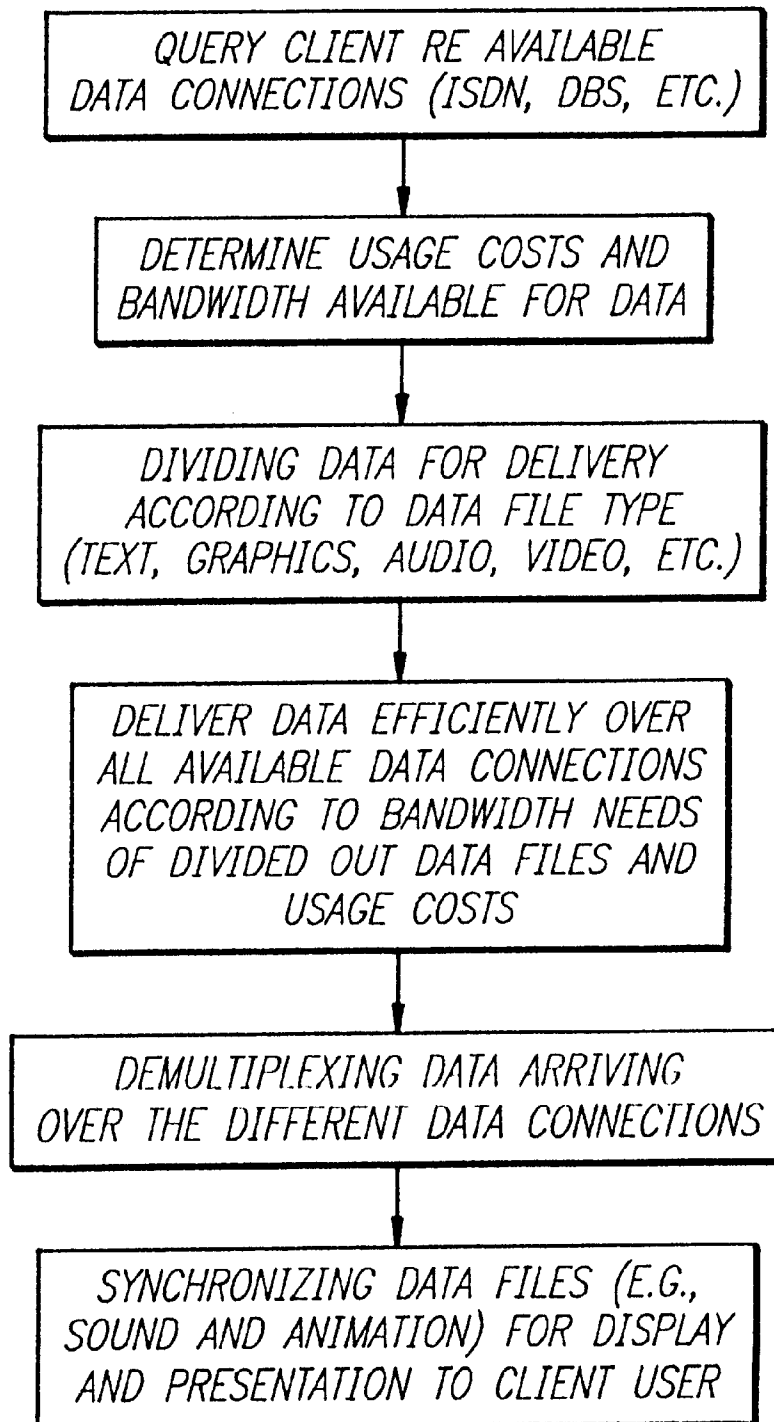 QUERY CLIENT RE AVAILABLE
DATA CONNECTIONS (ISDN, DBS, ETC.)
DETERMINE USAGE COSTS AND
BANDWIDTH AVAILABLE FOR DATA
DIVIDING DATA FOR DELIVERY
ACCORDING TO DATA FILE TYPE
(TEXT, GRAPHICS, AUDIO, VIDEO, ETC.)
DELIVER DATA EFFICIENTLY OVER
ALL AVAILABLE DATA CONNECTIONS
ACCORDING TO BANDWIDTH NEEDS
OF DIVIDED OUT DATA FILES AND
USAGE COSTS
DEMULTIPLEXING DATA ARRIVING
OVER THE DIFFERENT DATA CONNECTIONS
SYNCHRONIZING DATA FILES (E.G.,
SOUND AND ANIMATION) FOR DISPLAY
AND PRESENTATION TO CLIENT USER